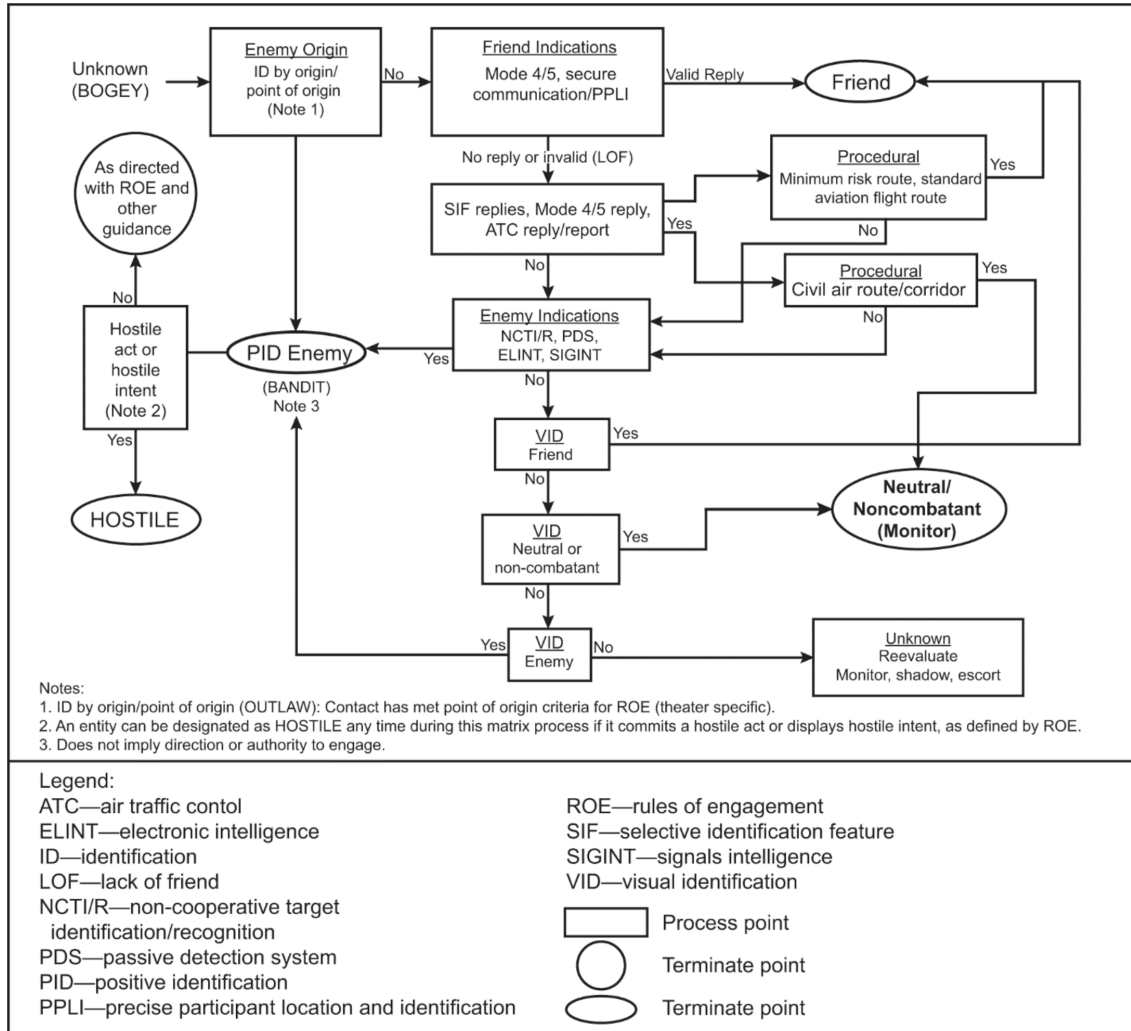 Unknown
(BOGEY)
Enemy Origin
ID by origin/
point of origin
(Note 1)
No
Friend Indications
Mode 4/5, secure
communication/PPLI
Valid Reply
Friend
No reply or invalid (LOF)
As directed
with ROE and
other
guidance
SIF replies, Mode 4/5 reply,
ATC reply/report
Yes
No
Procedural
Minimum risk route, standard
aviation flight route
Yes
No
Procedural
Civil air route/corridor
Yes
No
Enemy Indications
NCTI/R, PDS,
ELINT, SIGINT
Yes
No
PID Enemy
(BANDIT)
Note 3
No
Hostile
act or
hostile
intent
(Note 2)
Yes
HOSTILE
VID
Friend
Yes
No
VID
Neutral or
non-combatant
Yes
No
Neutral/
Noncombatant
(Monitor)
VID
Enemy
Yes
No
Unknown
Reevaluate
Monitor, shadow, escort
Notes:
1. ID by origin/point of origin (OUTLAW): Contact has met point of origin criteria for ROE (theater specific).
2. An entity can be designated as HOSTILE any time during this matrix process if it commits a hostile act or displays hostile intent, as defined by ROE.
3. Does not imply direction or authority to engage.
Legend:
ATC—air traffic contol
ELINT—electronic intelligence
ID—identification
LOF—lack of friend
NCTI/R—non-cooperative target
identification/recognition
PDS—passive detection system
PID—positive identification
PPLI—precise participant location and identification
ROE—rules of engagement
SIF—selective identification feature
SIGINT—signals intelligence
VID—visual identification
Process point
Terminate point
Terminate point